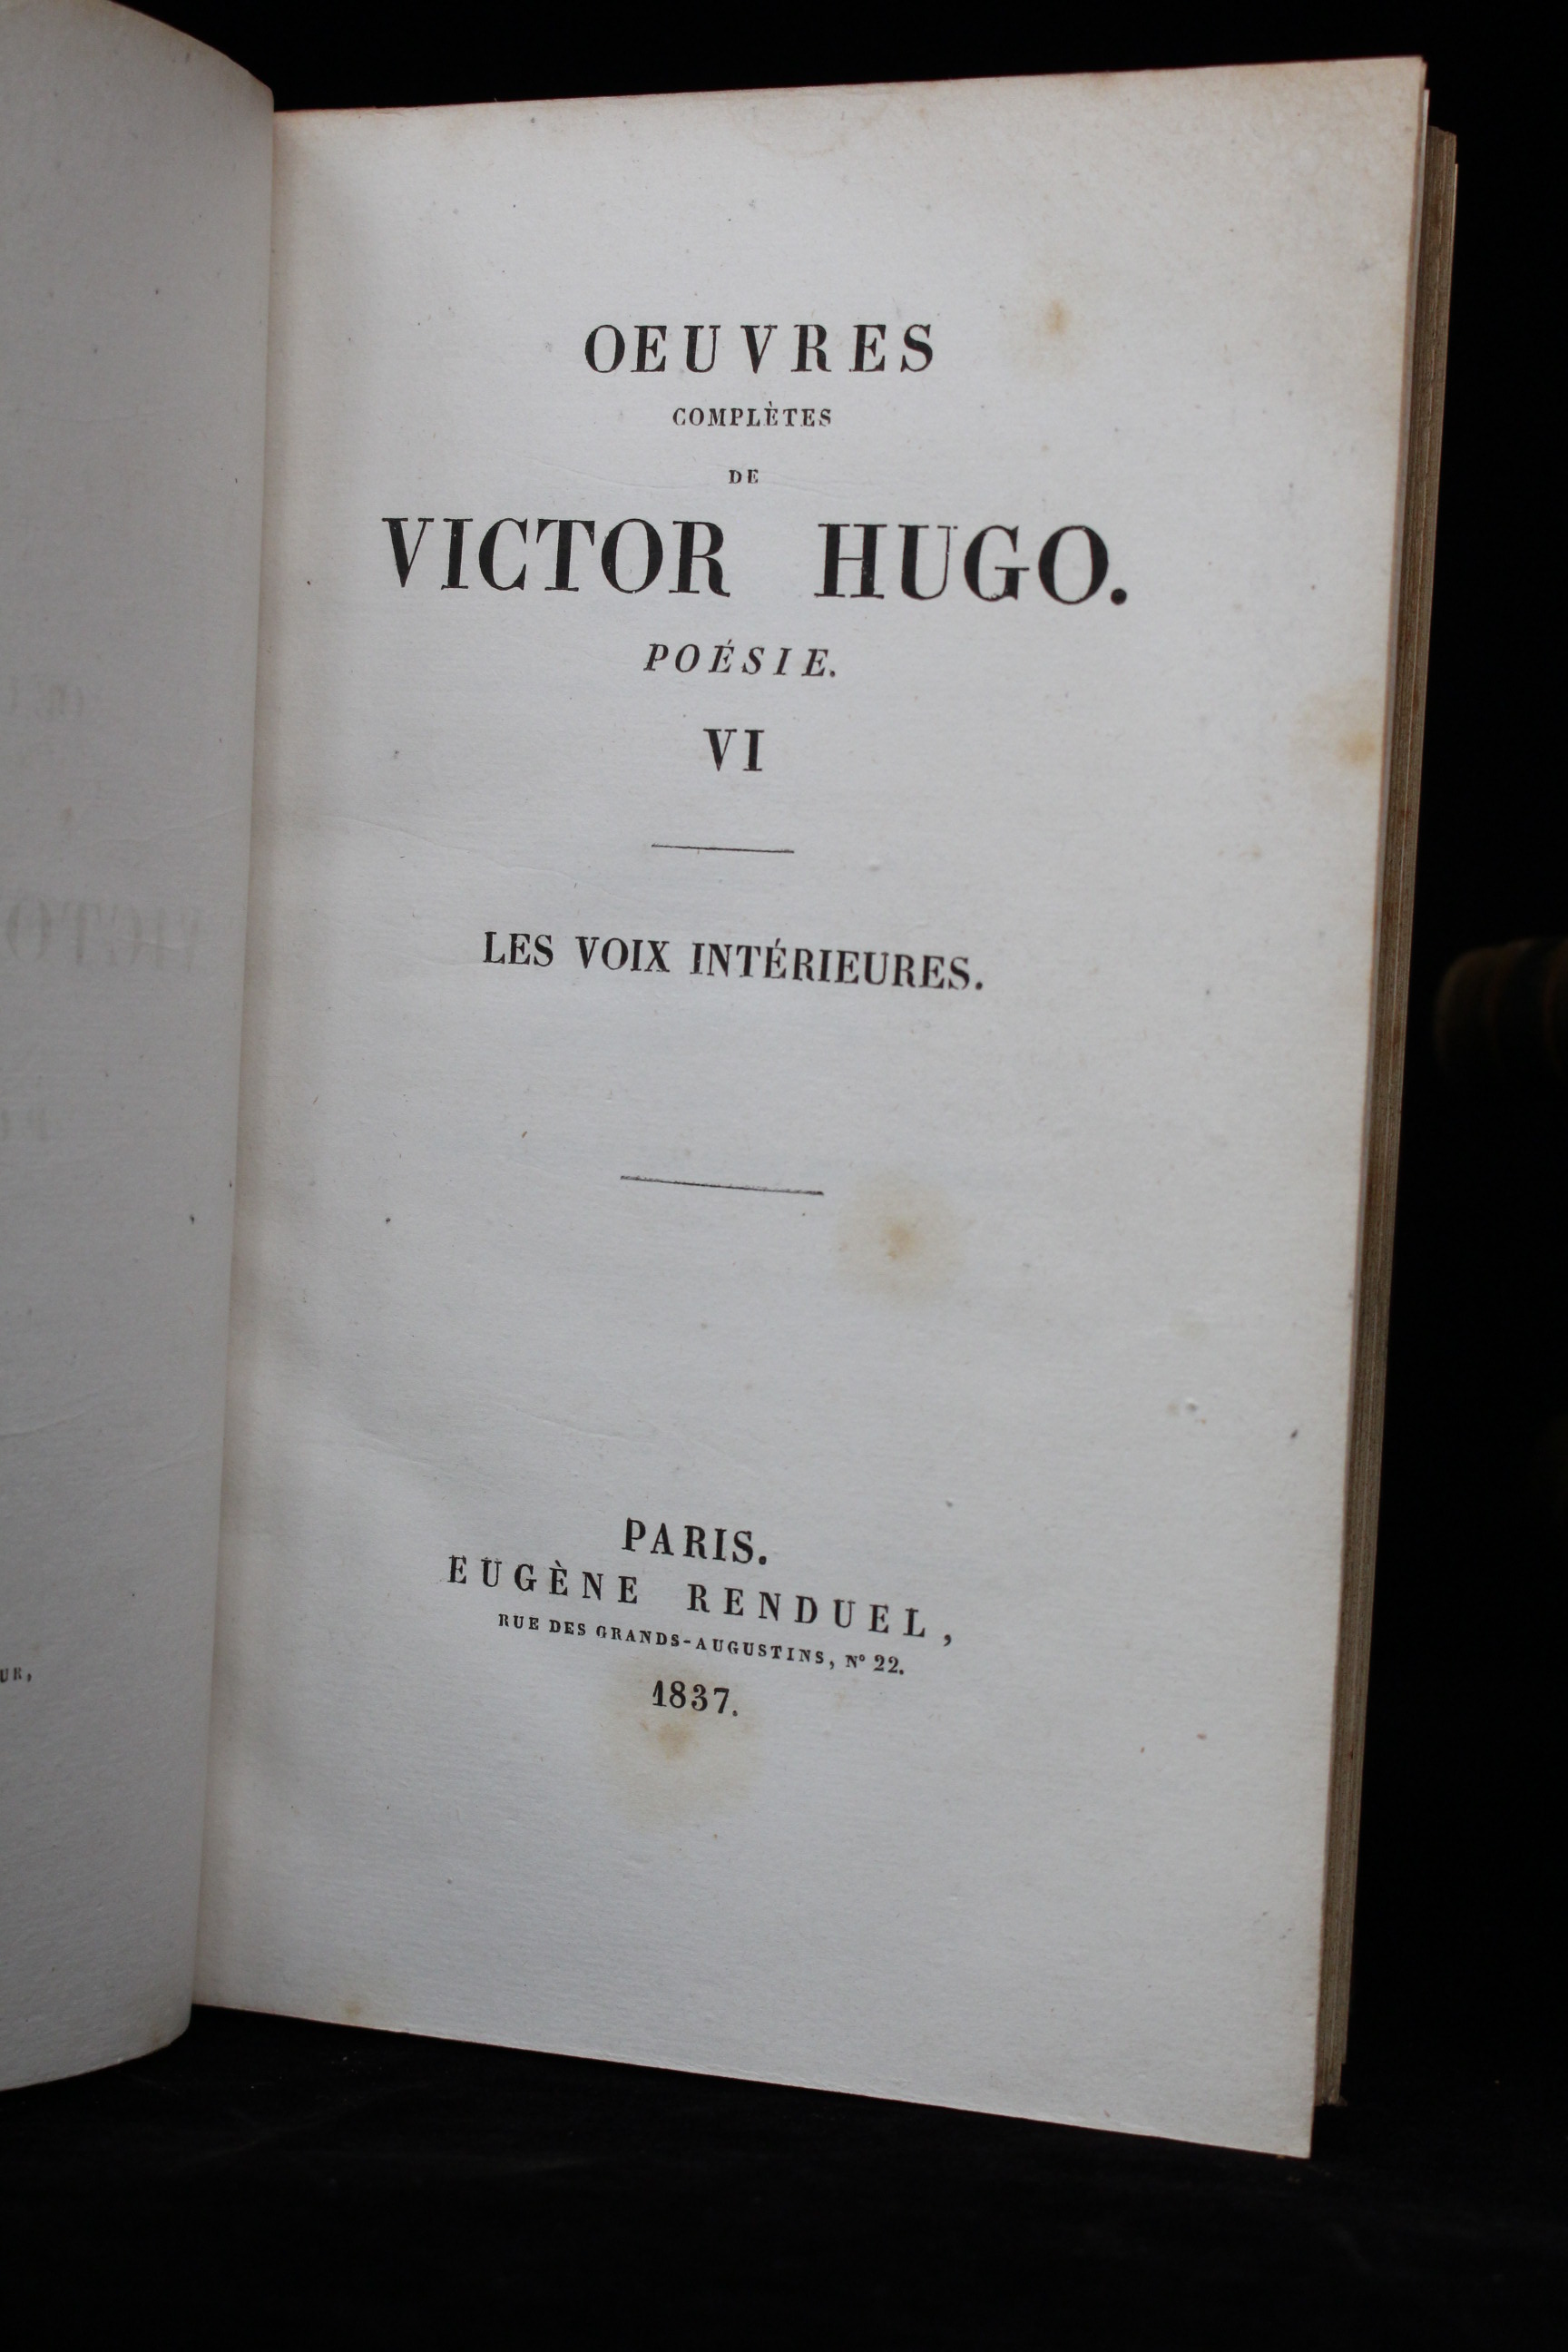 OEUVRES
COMPLÈTES
DE
VICTOR HUGO.
POÉSIE.
VI
LES VOIX INTÉRIEURES.
PARIS.
EUGÈNE RENDUEL,
RUE DES GRANDS-AUGUSTINS, N° 22.
1837.